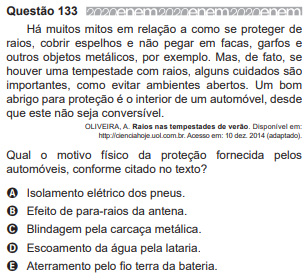 Questão 133 2020enem2020enem2020enem
Há muitos mitos em relação a como se proteger de
raios, cobrir espelhos e não pegar em facas, garfos e
outros objetos metálicos, por exemplo. Mas, de fato, se
houver uma tempestade com raios, alguns cuidados são
importantes, como evitar ambientes abertos. Um bom
abrigo para proteção é o interior de um automóvel, desde
que este não seja conversível.
OLIVEIRA, A. Raios nas tempestades de verão. Disponível em:
http://cienciahoje.uol.com.br. Acesso em: 10 dez. 2014 (adaptado).
Qual o motivo físico da proteção fornecida pelos
automóveis, conforme citado no texto?
A Isolamento elétrico dos pneus.
B Efeito de para-raios da antena.
C Blindagem pela carcaça metálica.
D Escoamento da água pela lataria.
E Aterramento pelo fio terra da bateria.